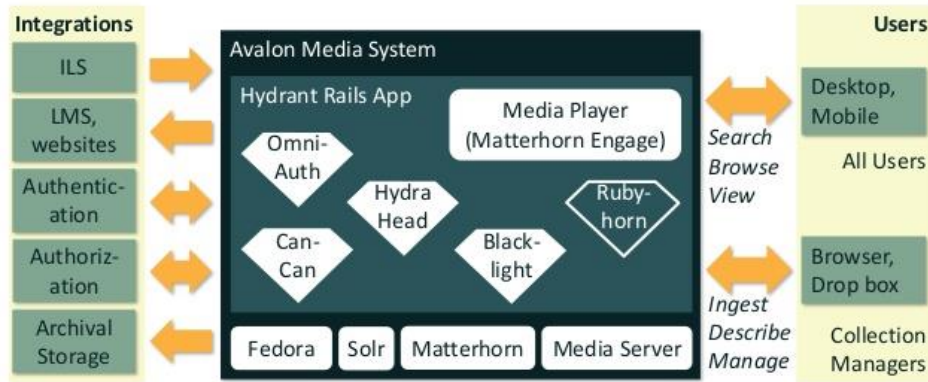 Integrations
ILS
LMS,
websites
Authentic-
ation
Authoriz-
ation
Archival
Storage
Avalon Media System
Hydrant Rails App
Media Player
(Matterhorn Engage)
Omni-
Auth
Hydra
Head
Ruby-
horn
Can-
Can
Black-
light
Fedora
Solr
Matterhorn
Media Server
Search
Browse
View
Ingest
Describe
Manage
Users
Desktop,
Mobile
All Users
Browser,
Drop box
Collection
Managers